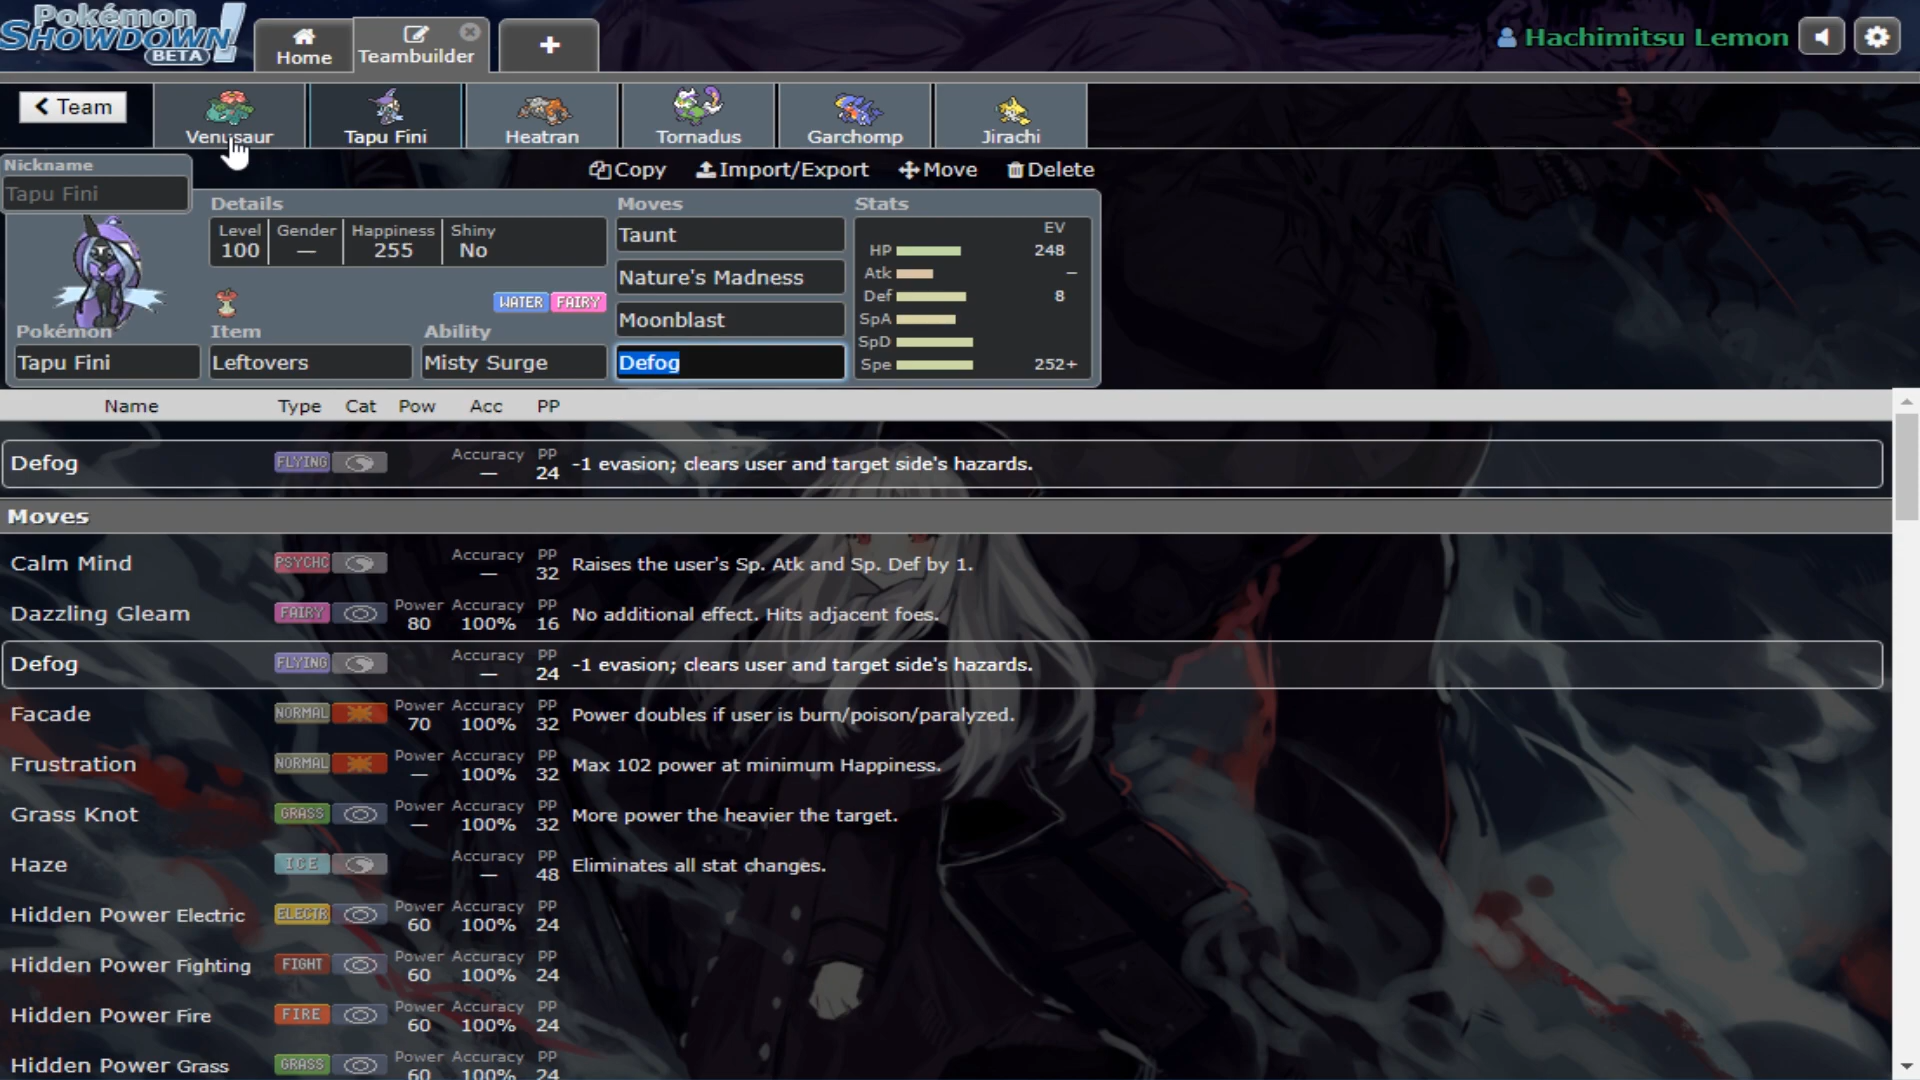 Pokémon
SHOWDOWN!
BETA
Home
Teambuilder
+
Hachimitsu Lemon
Team
Venusaur
Tapu Fini
Heatran
Tornadus
Garchomp
Jirachi
Copy
Import/Export
Move
Delete
Nickname
Tapu Fini
Details
Level Gender Happiness Shiny
100 — 255 No
WATER FAIRY
Pokémon
Tapu Fini
Item
Leftovers
Ability
Misty Surge
Moves
Taunt
Nature's Madness
Moonblast
Defog
Stats
EV
HP 248
Atk –
Def 8
SpA
SpD
Spe 252+
Name Type Cat Pow Acc PP
Defog FLYING Accuracy — PP 24 -1 evasion; clears user and target side's hazards.
Moves
Calm Mind PSYCHC Accuracy — PP 32 Raises the user's Sp. Atk and Sp. Def by 1.
Dazzling Gleam FAIRY Power 80 Accuracy 100% PP 16 No additional effect. Hits adjacent foes.
Defog FLYING Accuracy — PP 24 -1 evasion; clears user and target side's hazards.
Facade NORMAL Power 70 Accuracy 100% PP 32 Power doubles if user is burn/poison/paralyzed.
Frustration NORMAL Power — Accuracy 100% PP 32 Max 102 power at minimum Happiness.
Grass Knot GRASS Power — Accuracy 100% PP 32 More power the heavier the target.
Haze ICE Accuracy — PP 48 Eliminates all stat changes.
Hidden Power Electric ELECTR Power 60 Accuracy 100% PP 24
Hidden Power Fighting FIGHT Power 60 Accuracy 100% PP 24
Hidden Power Fire FIRE Power 60 Accuracy 100% PP 24
Hidden Power Grass GRASS Power 60 Accuracy 100% PP 24